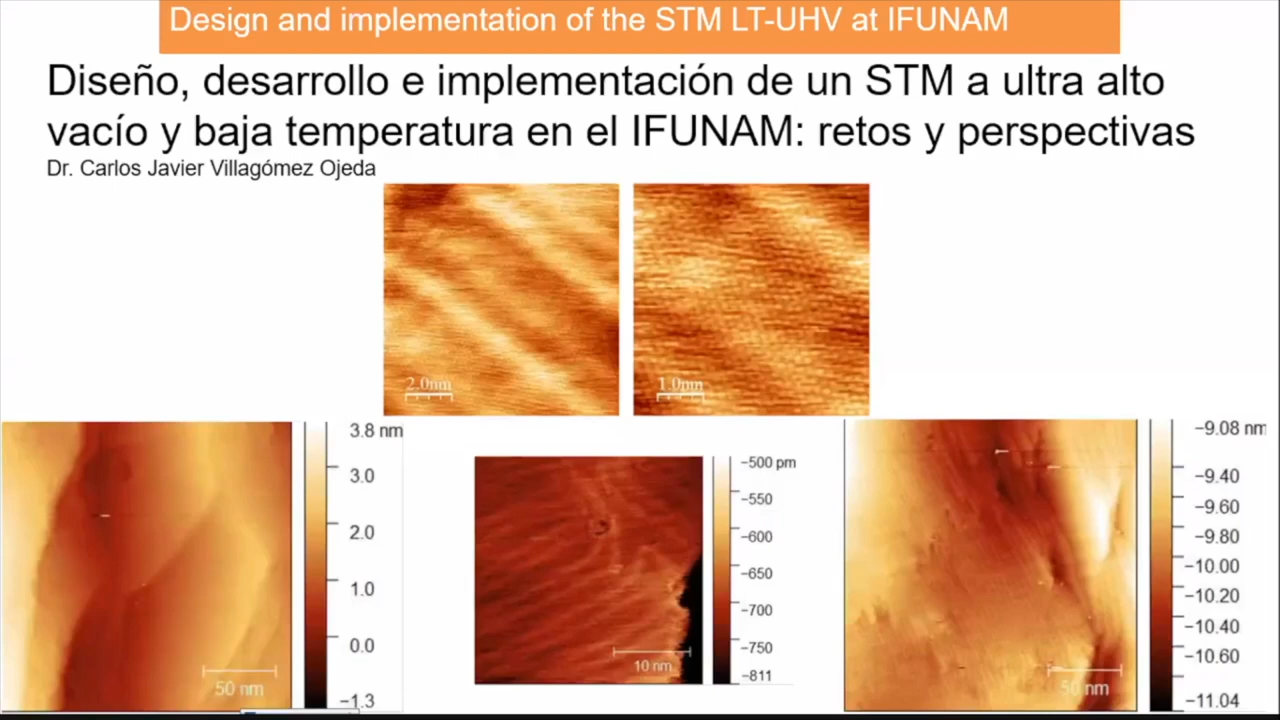 Design and implementation of the STM LT-UHV at IFUNAM
Diseño, desarrollo e implementación de un STM a ultra alto
vacío y baja temperatura en el IFUNAM: retos y perspectivas
Dr. Carlos Javier Villagómez Ojeda
2.0nm
1.0nm
3.8 nm
3.0
2.0
1.0
0.0
−1.3
50 nm
−500 pm
−550
−600
−650
−700
−750
−811
10 nm
−9.08 nm
−9.40
−9.60
−9.80
−10.00
−10.20
−10.40
−10.60
−11.04
50 nm